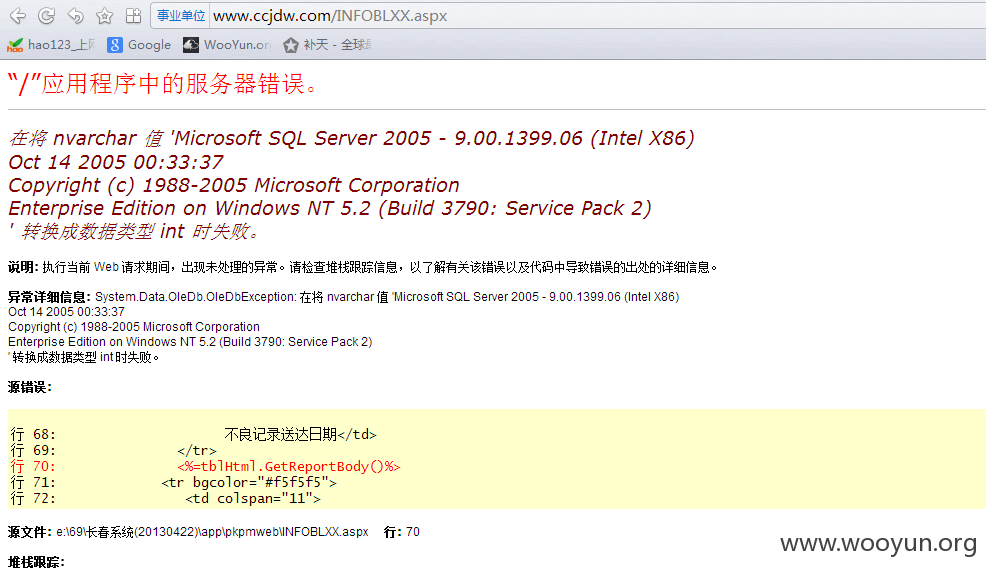 事业单位 www.ccjdw.com/INFOBLXX.aspx
hao123_上 Google WooYun.or 补天 - 全球
“/”应用程序中的服务器错误。
在将 nvarchar 值 'Microsoft SQL Server 2005 - 9.00.1399.06 (Intel X86)
Oct 14 2005 00:33:37
Copyright (c) 1988-2005 Microsoft Corporation
Enterprise Edition on Windows NT 5.2 (Build 3790: Service Pack 2)
' 转换成数据类型 int 时失败。
说明: 执行当前 Web 请求期间，出现未处理的异常。请检查堆栈跟踪信息，以了解有关该错误以及代码中导致错误的出处的详细信息。
异常详细信息: System.Data.OleDb.OleDbException: 在将 nvarchar 值 'Microsoft SQL Server 2005 - 9.00.1399.06 (Intel X86)
Oct 14 2005 00:33:37
Copyright (c) 1988-2005 Microsoft Corporation
Enterprise Edition on Windows NT 5.2 (Build 3790: Service Pack 2)
' 转换成数据类型 int 时失败。
源错误:
行 68: 不良记录送达日期</td>
行 69: </tr>
行 70: <%=tblHtml.GetReportBody()%>
行 71: <tr bgcolor="#f5f5f5">
行 72: <td colspan="11">
源文件: e:\69\长春系统(20130422)\app\pkpmweb\INFOBLXX.aspx 行: 70
www.wooyun.org
堆栈跟踪: